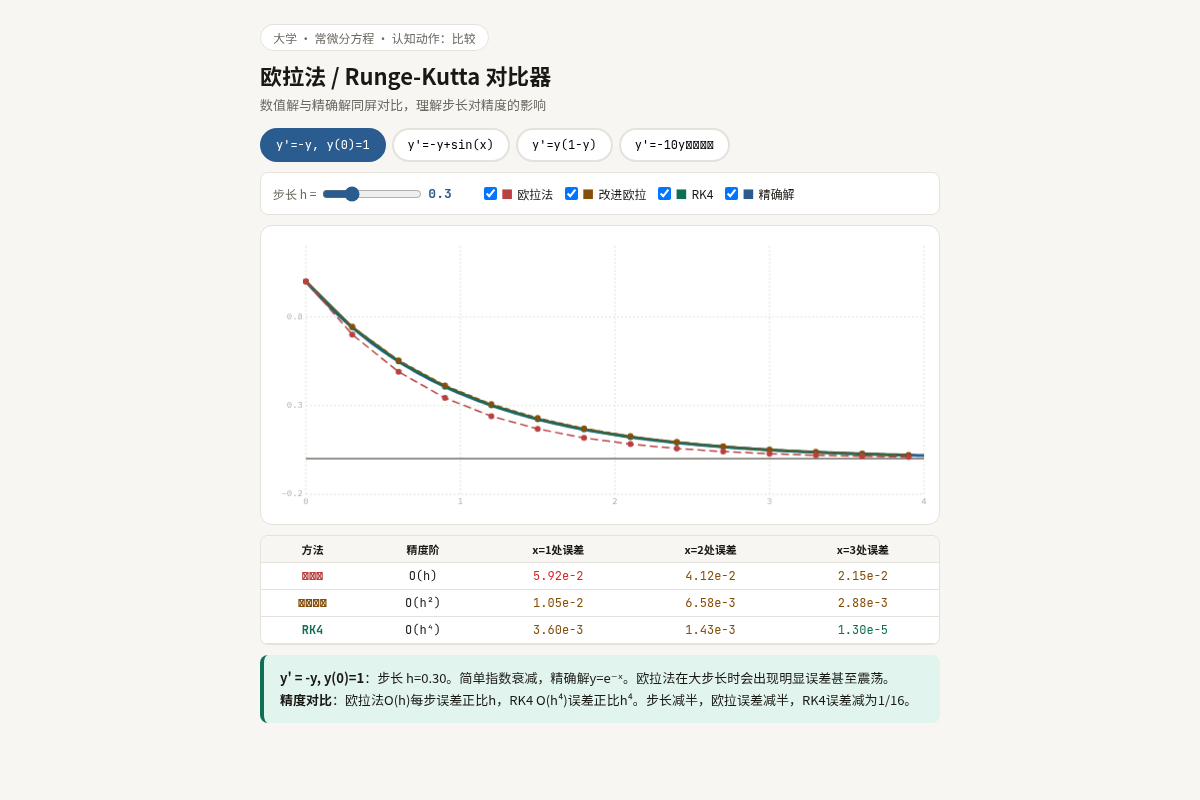 大学 · 常微分方程 · 认知动作：比较
欧拉法 / Runge-Kutta 对比器
数值解与精确解同屏对比，理解步长对精度的影响
y'=-y, y(0)=1
y'=-y+sin(x)
y'=y(1-y)
y'=-10y
步长 h = 0.3 欧拉法 改进欧拉 RK4 精确解
0.8
0.3
-0.2
0 1 2 3 4
方法 精度阶 x=1处误差 x=2处误差 x=3处误差
O(h) 5.92e-2 4.12e-2 2.15e-2
O(h²) 1.05e-2 6.58e-3 2.88e-3
RK4 O(h⁴) 3.60e-3 1.43e-3 1.30e-5
y' = -y, y(0)=1：步长 h=0.30。简单指数衰减，精确解y=e⁻ˣ。欧拉法在大步长时会出现明显误差甚至震荡。
精度对比：欧拉法O(h)每步误差正比h，RK4 O(h⁴)误差正比h⁴。步长减半，欧拉误差减半，RK4误差减为1/16。